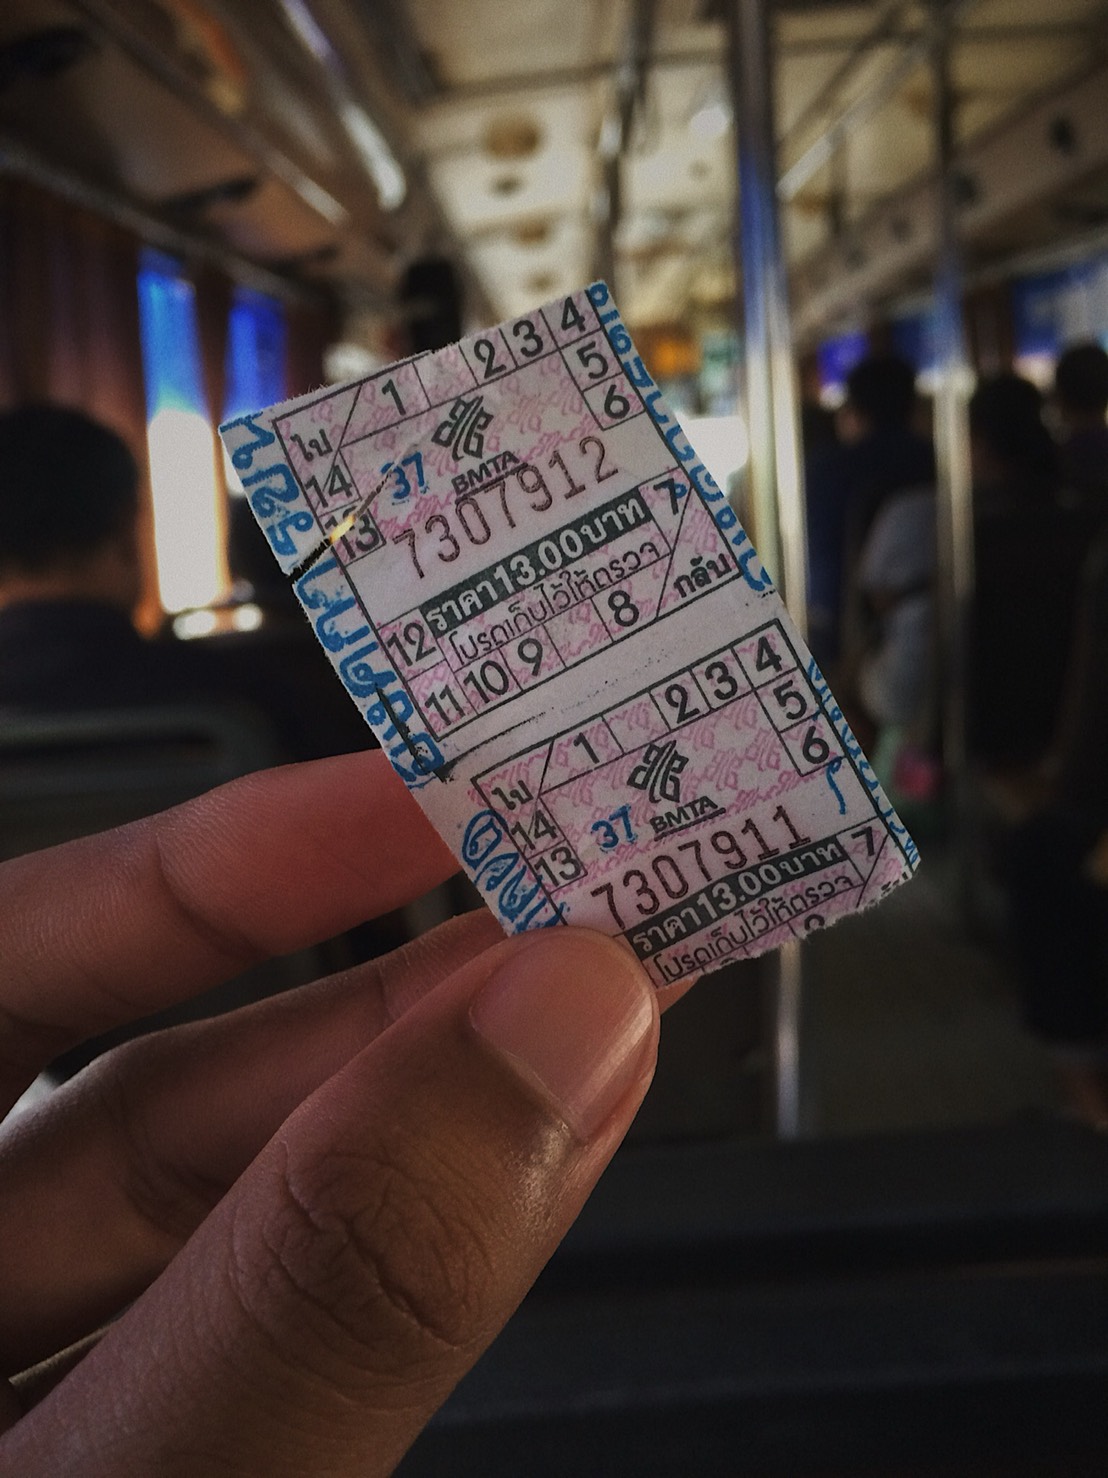 1 2 3 4
ไป 5
14 37 BMTA 6
13 7307912
ราคา13.00บาท 7
12 โปรดเก็บไว้ให้ตรวจ
11 10 9 8 กลับ
1 2 3 4
ไป 5
14 37 BMTA 6
13 7307911
ราคา13.00บาท 7
โปรดเก็บไว้ให้ตรวจ